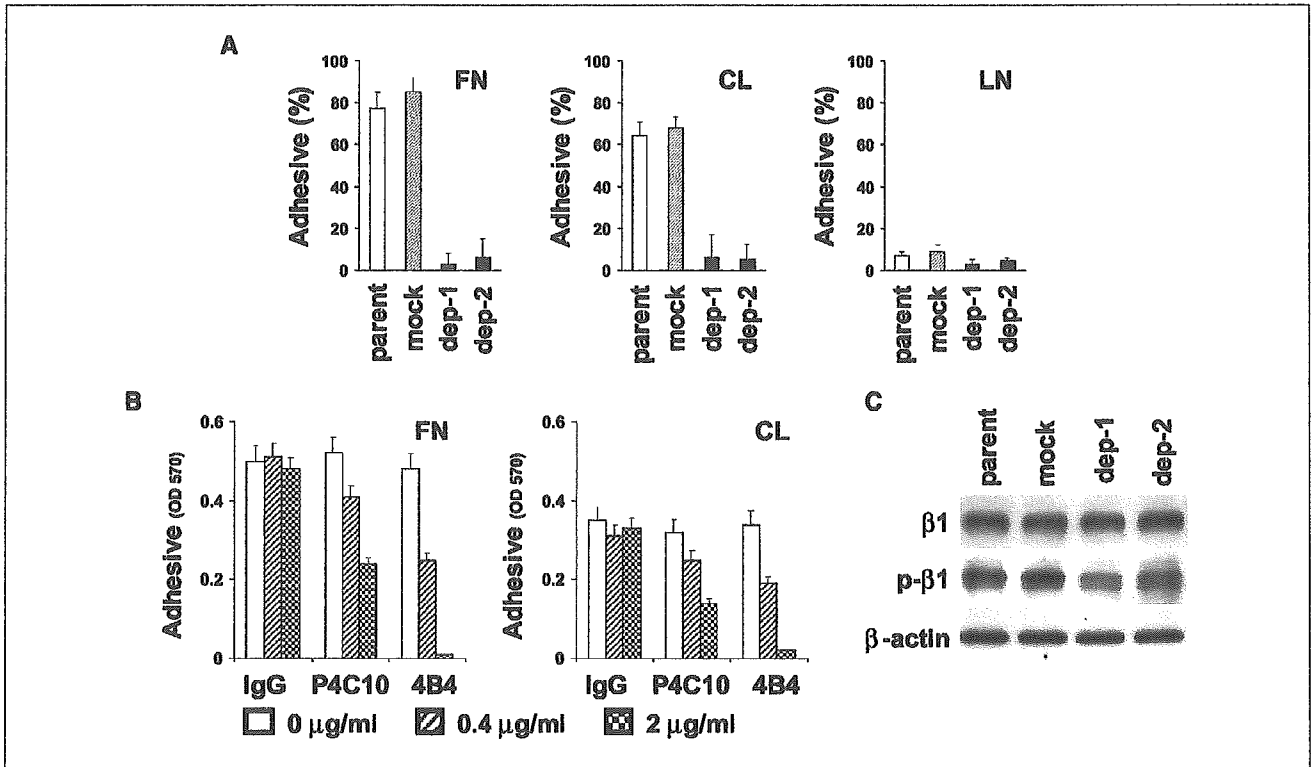 A
Adhesive (%)
100
80
60
40
20
0
FN
parent
mock
dep-1
dep-2
Adhesive (%)
100
80
60
40
20
0
CL
parent
mock
dep-1
dep-2
Adhesive (%)
100
80
60
40
20
0
LN
parent
mock
dep-1
dep-2
B
Adhesive (OD 570)
0.6
0.4
0.2
0
FN
IgG P4C10 4B4
Adhesive (OD 570)
0.6
0.4
0.2
0
CL
IgG P4C10 4B4
0 μg/ml 0.4 μg/ml 2 μg/ml
C
parent
mock
dep-1
dep-2
β1
p-β1
β-actin